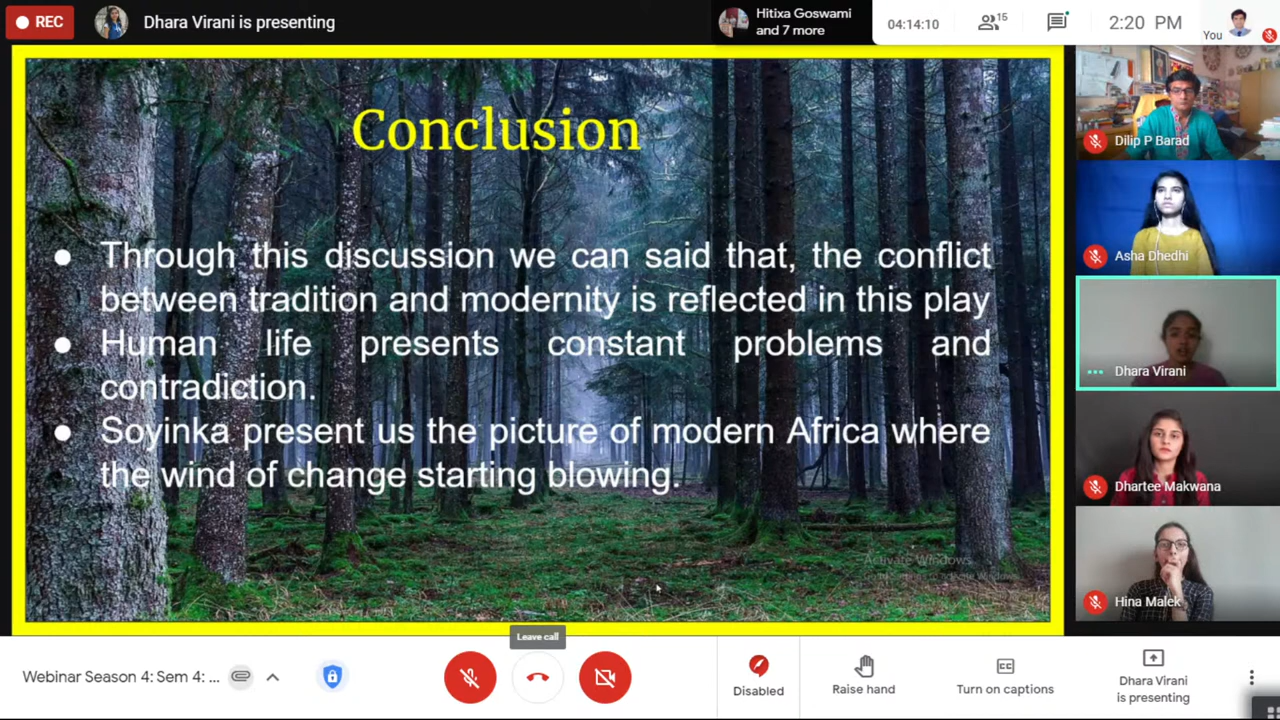 REC
Dhara Virani is presenting
Hitixa Goswami
and 7 more
04:14:10
15
2:20 PM
You
Conclusion
Through this discussion we can said that, the conflict
between tradition and modernity is reflected in this play
Human life presents constant problems and
contradiction.
Soyinka present us the picture of modern Africa where
the wind of change starting blowing.
Activate Windows
Dilip P Barad
Asha Dhedhi
Dhara Virani
Dhartee Makwana
Hina Malek
Leave call
Webinar Season 4: Sem 4: ...
Disabled
Raise hand
CC
Turn on captions
Dhara Virani
is presenting